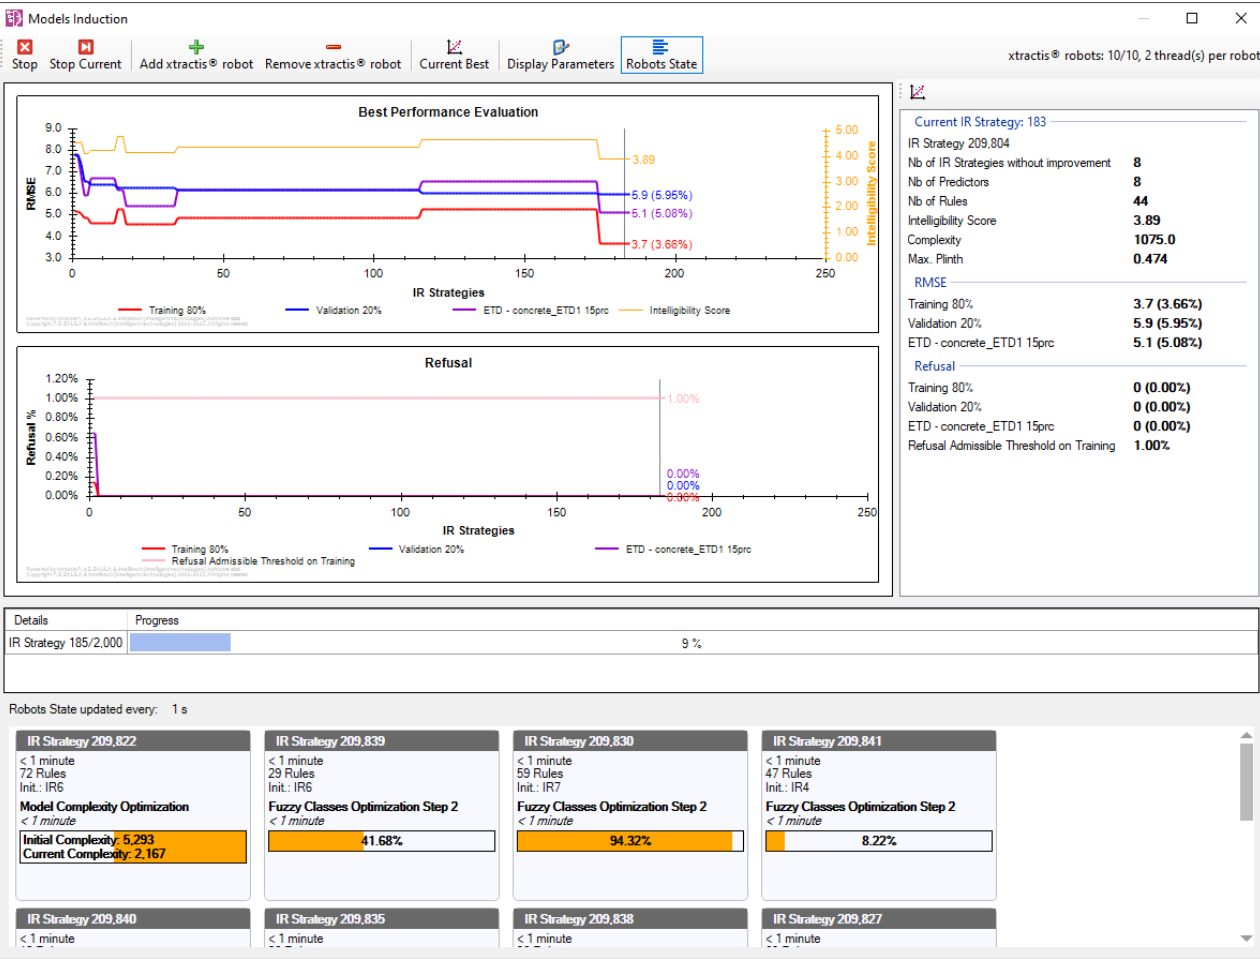 Models Induction
Stop
Stop Current
Add xtractis® robot
Remove xtractis® robot
Current Best
Display Parameters
Robots State
xtractis® robots: 10/10, 2 thread(s) per robot
Best Performance Evaluation
9.0
8.0
7.0
6.0
5.0
4.0
3.0
RMSE
5.00
4.00
3.00
2.00
1.00
0.00
Intelligibility Score
3.89
5.9 (5.95%)
5.1 (5.08%)
3.7 (3.66%)
0 50 100 150 200 250
IR Strategies
Training 80% Validation 20% ETD - concrete_ETD1 15prc Intelligibility Score
Refusal
1.20%
1.00%
0.80%
0.60%
0.40%
0.20%
0.00%
Refusal %
1.00%
0.00%
0.00%
0.00%
0 50 100 150 200 250
IR Strategies
Training 80% Validation 20% ETD - concrete_ETD1 15prc
Refusal Admissible Threshold on Training
Current IR Strategy: 183
IR Strategy 209,804
Nb of IR Strategies without improvement 8
Nb of Predictors 8
Nb of Rules 44
Intelligibility Score 3.89
Complexity 1075.0
Max. Plinth 0.474
RMSE
Training 80% 3.7 (3.66%)
Validation 20% 5.9 (5.95%)
ETD - concrete_ETD1 15prc 5.1 (5.08%)
Refusal
Training 80% 0 (0.00%)
Validation 20% 0 (0.00%)
ETD - concrete_ETD1 15prc 0 (0.00%)
Refusal Admissible Threshold on Training 1.00%
Details Progress
IR Strategy 185/2,000 9 %
Robots State updated every: 1 s
IR Strategy 209,822
< 1 minute
72 Rules
Init.: IR6
Model Complexity Optimization
< 1 minute
Initial Complexity: 5,293
Current Complexity: 2,167
IR Strategy 209,839
< 1 minute
29 Rules
Init.: IR6
Fuzzy Classes Optimization Step 2
< 1 minute
41.68%
IR Strategy 209,830
< 1 minute
59 Rules
Init.: IR7
Fuzzy Classes Optimization Step 2
< 1 minute
94.32%
IR Strategy 209,841
< 1 minute
47 Rules
Init.: IR4
Fuzzy Classes Optimization Step 2
< 1 minute
8.22%
IR Strategy 209,840
< 1 minute
IR Strategy 209,835
< 1 minute
IR Strategy 209,838
< 1 minute
IR Strategy 209,827
< 1 minute